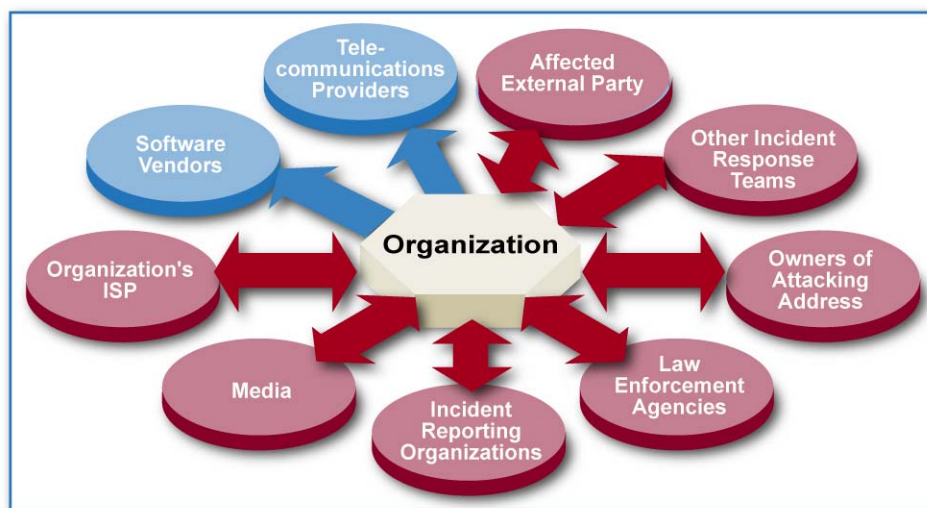 Tele-
communications
Providers
Affected
External Party
Software
Vendors
Other Incident
Response
Teams
Organization
Organization's
ISP
Owners of
Attacking
Address
Media
Incident
Reporting
Organizations
Law
Enforcement
Agencies